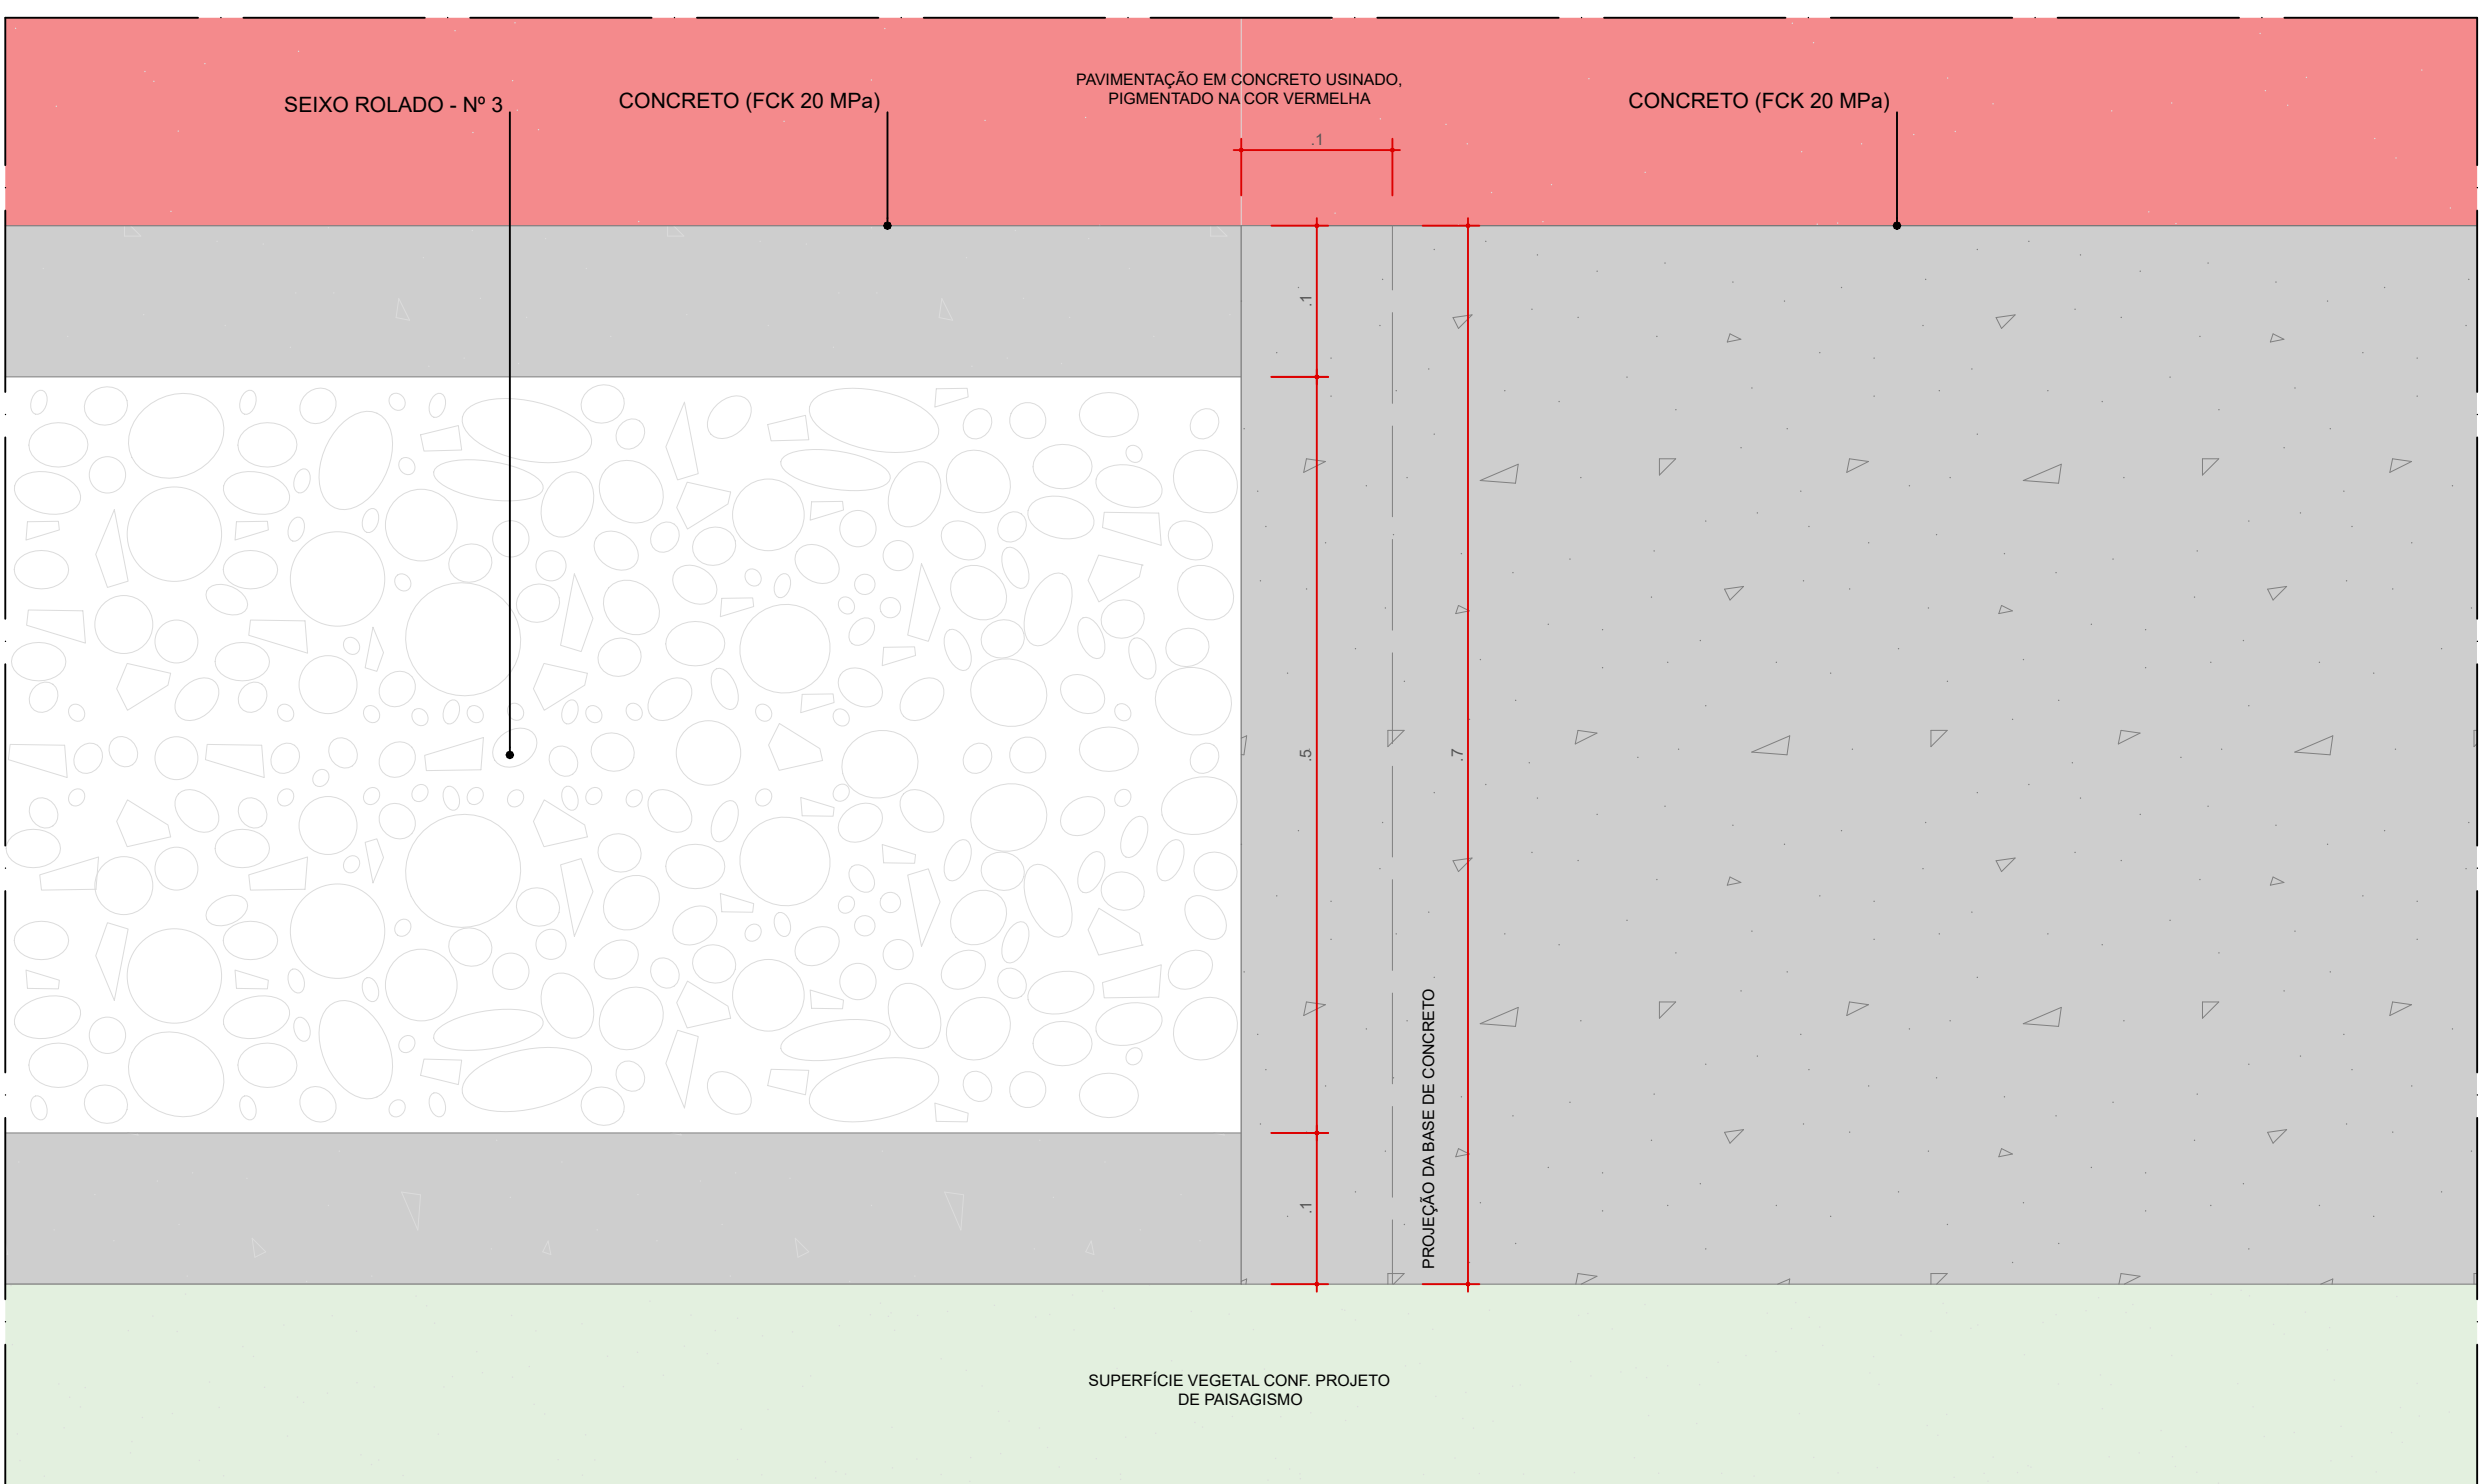 PAVIMENTAÇÃO EM CONCRETO USINADO,
PIGMENTADO NA COR VERMELHA
SEIXO ROLADO - Nº 3
CONCRETO (FCK 20 MPa)
CONCRETO (FCK 20 MPa)
.1
.1
.5
.7
.1
PROJEÇÃO DA BASE DE CONCRETO
SUPERFÍCIE VEGETAL CONF. PROJETO
DE PAISAGISMO